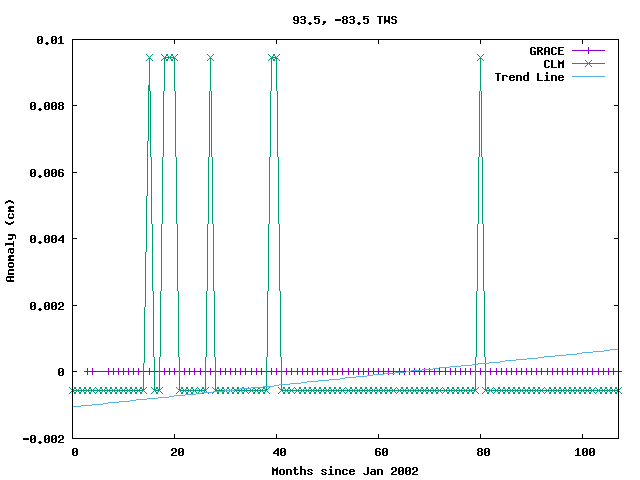 93.5, -83.5 TWS
GRACE
CLM
Trend Line
Anomaly (cm)
0.01
0.008
0.006
0.004
0.002
0
-0.002
0 20 40 60 80 100
Months since Jan 2002